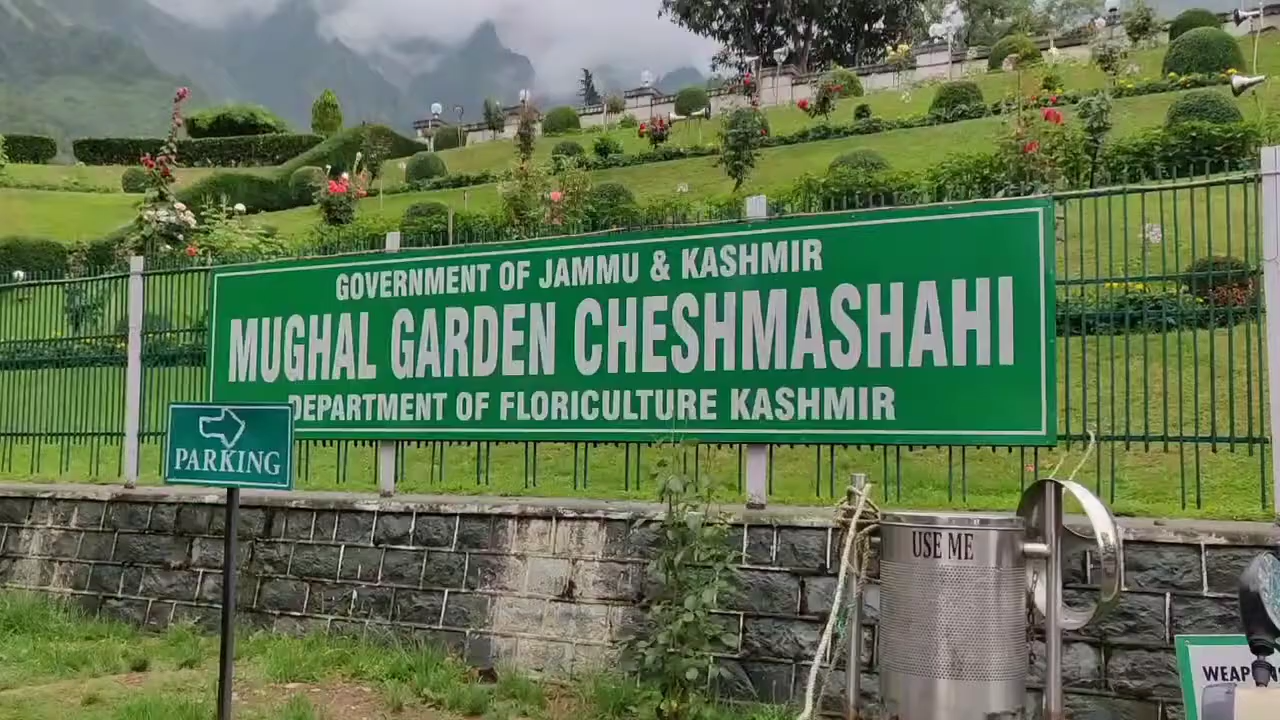 GOVERNMENT OF JAMMU & KASHMIR
MUGHAL GARDEN CHESHMASHAHI
DEPARTMENT OF FLORICULTURE KASHMIR
PARKING
USE ME